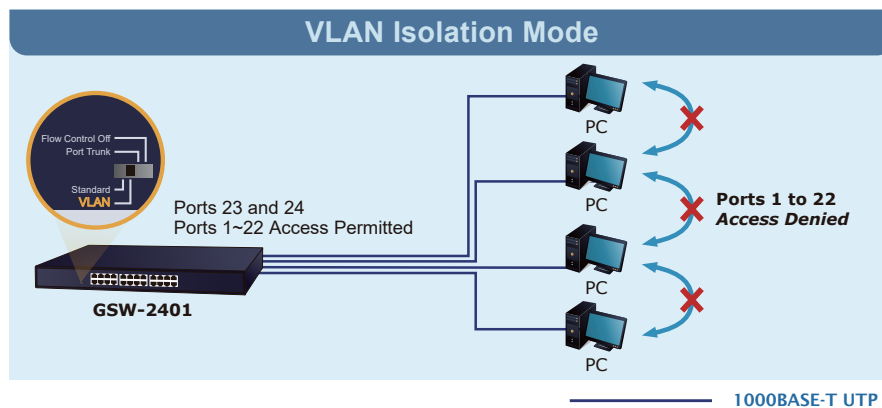 VLAN Isolation Mode
Flow Control Off
Port Trunk
Standard
VLAN
Ports 23 and 24
Ports 1~22 Access Permitted
GSW-2401
PC
PC
PC
PC
Ports 1 to 22
Access Denied
1000BASE-T UTP